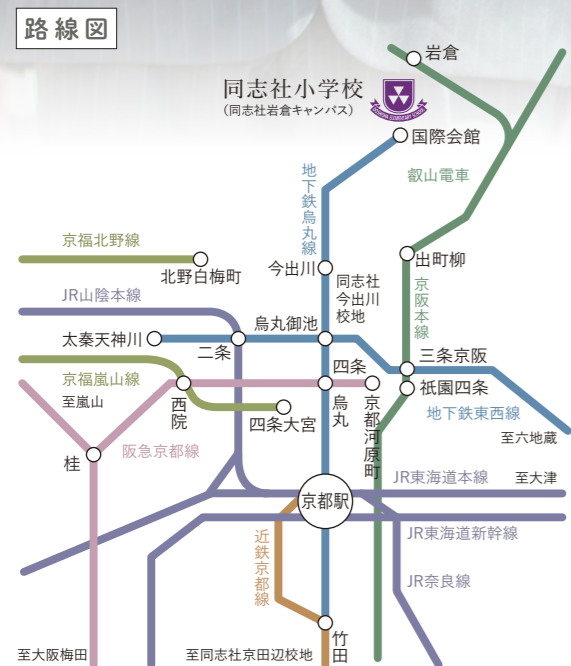 路線図
岩倉
同志社小学校
(同志社岩倉キャンパス)
国際会館
地下鉄烏丸線
叡山電車
京福北野線
北野白梅町
今出川
同志社
今出川
校地
出町柳
京阪本線
JR山陰本線
烏丸御池
太秦天神川
二条
三条京阪
四条
祇園四条
京福嵐山線
至嵐山
西院
四条大宮
烏丸
京都河原町
地下鉄東西線
至六地蔵
阪急京都線
桂
JR東海道本線
至大津
京都駅
JR東海道新幹線
近鉄京都線
JR奈良線
竹田
至大阪梅田
至同志社京田辺校地